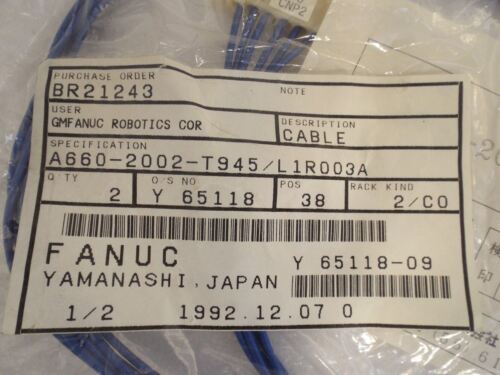 CNP2
PURCHASE ORDER
BR21243
NOTE
USER
GMFANUC ROBOTICS COR
DESCRIPTION
CABLE
SPECIFICATION
A660-2002-T945/L1R003A
Q'TY
2
O/S NO
Y 65118
POS
38
RACK KIND
2/CO
FANUC
Y 65118-09
YAMANASHI, JAPAN
1/2
1992.12.07 0
印